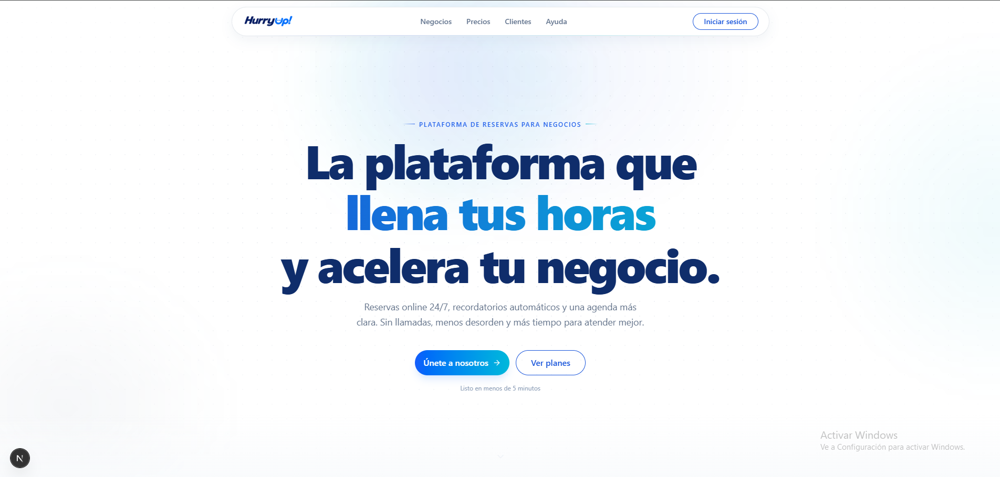 HurryUp!
Negocios
Precios
Clientes
Ayuda
Iniciar sesión
PLATAFORMA DE RESERVAS PARA NEGOCIOS
La plataforma que
llena tus horas
y acelera tu negocio.
Reservas online 24/7, recordatorios automáticos y una agenda más
clara. Sin llamadas, menos desorden y más tiempo para atender mejor.
Únete a nosotros →
Ver planes
Listo en menos de 5 minutos
Activar Windows
Ve a Configuración para activar Windows.
N